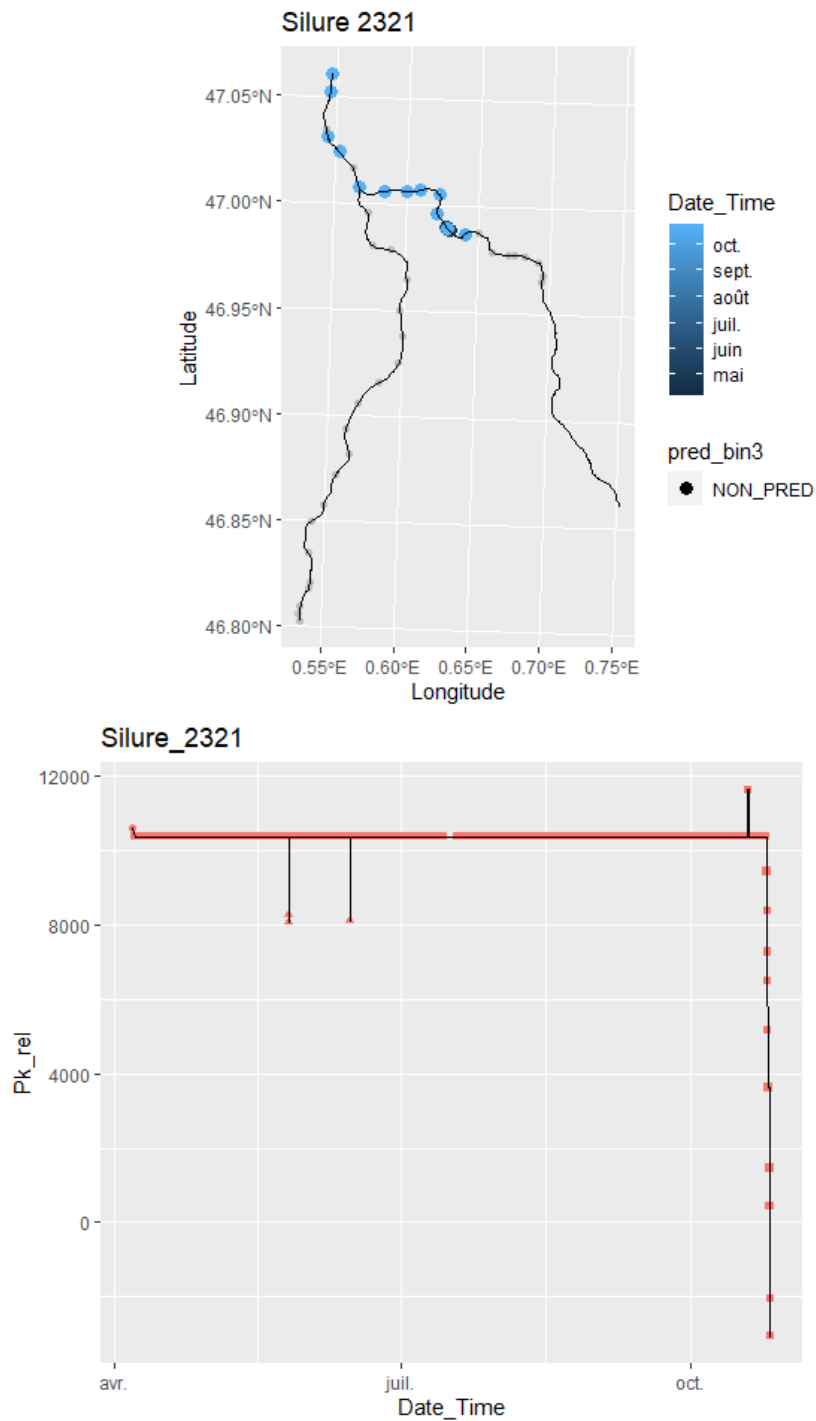 Silure 2321
47.05°N
47.00°N
46.95°N
46.90°N
46.85°N
46.80°N
Latitude
0.55°E 0.60°E 0.65°E 0.70°E 0.75°E
Longitude
Date_Time
oct.
sept.
août
juil.
juin
mai
pred_bin3
NON_PRED
Silure_2321
12000
8000
4000
0
Pk_rel
avr. juil. oct.
Date_Time